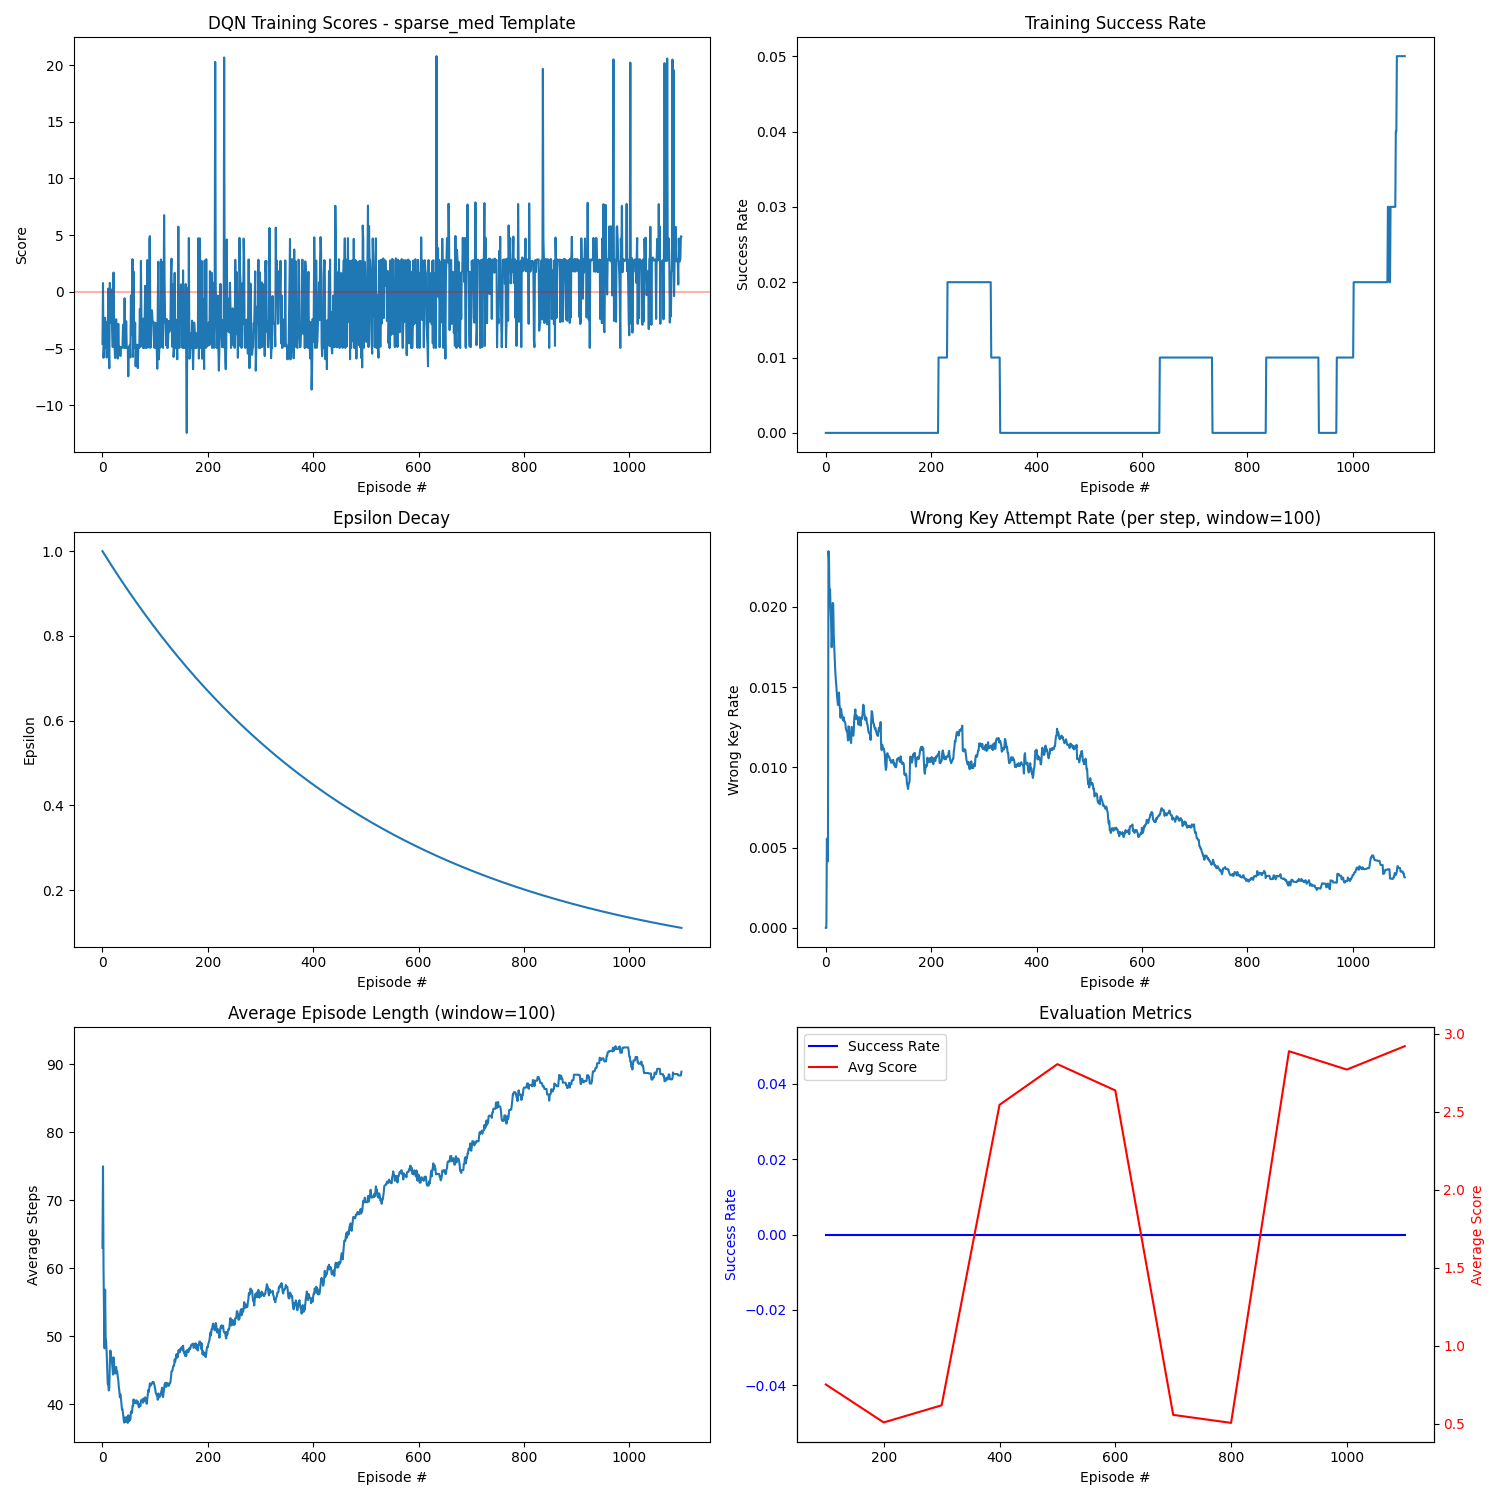 DQN Training Scores - sparse_med Template
Score
20
15
10
5
0
−5
−10
0 200 400 600 800 1000
Episode #
Training Success Rate
Success Rate
0.05
0.04
0.03
0.02
0.01
0.00
0 200 400 600 800 1000
Episode #
Epsilon Decay
Epsilon
1.0
0.8
0.6
0.4
0.2
0 200 400 600 800 1000
Episode #
Wrong Key Attempt Rate (per step, window=100)
Wrong Key Rate
0.020
0.015
0.010
0.005
0.000
0 200 400 600 800 1000
Episode #
Average Episode Length (window=100)
Average Steps
90
80
70
60
50
40
0 200 400 600 800 1000
Episode #
Evaluation Metrics
Success Rate
Avg Score
Success Rate
0.04
0.02
0.00
−0.02
−0.04
200 400 600 800 1000
Episode #
3.0
2.5
2.0
1.5
1.0
0.5
Average Score